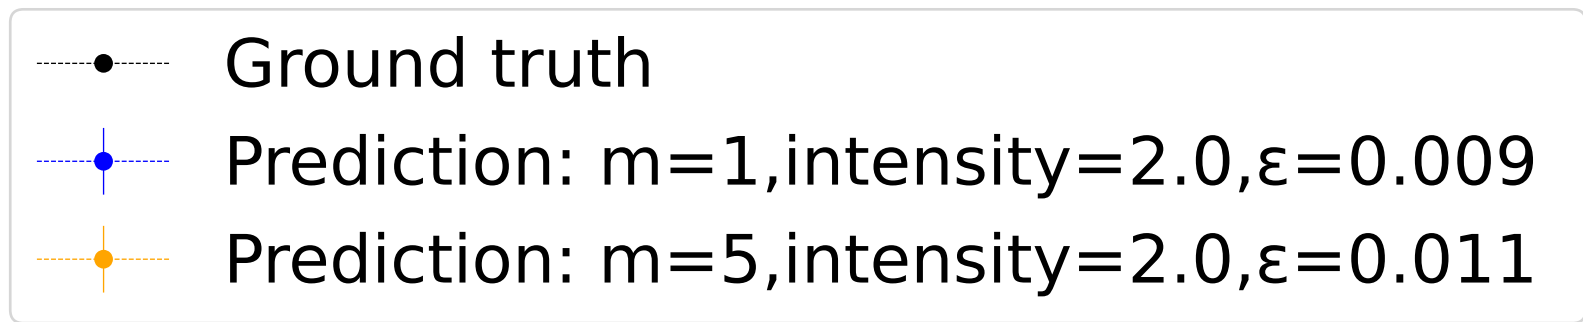 Ground truth
Prediction: m=1,intensity=2.0,ε=0.009
Prediction: m=5,intensity=2.0,ε=0.011